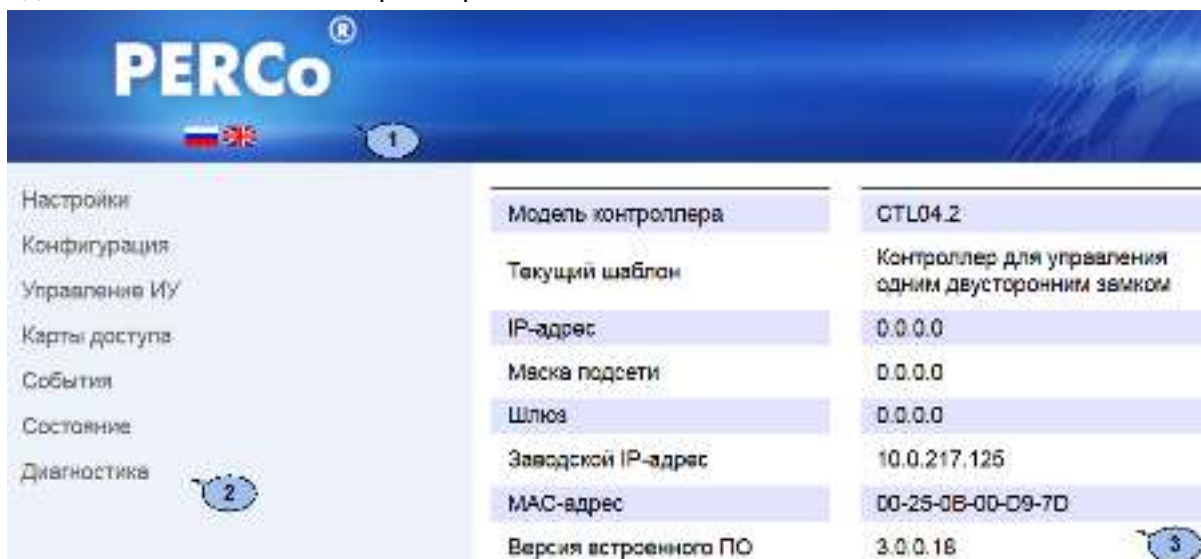 PERCo®
1
Настройки
Конфигурация
Управление ИУ
Карты доступа
События
Состояние
Диагностика
2
Модель контроллера CTL04.2
Текущий шаблон Контроллер для управления
одним двусторонним замком
IP-адрес 0.0.0.0
Маска подсети 0.0.0.0
Шлюз 0.0.0.0
Заводской IP-адрес 10.0.217.125
MAC-адрес 00-25-0B-00-D9-7D
Версия встроенного ПО 3.0.0.18
3